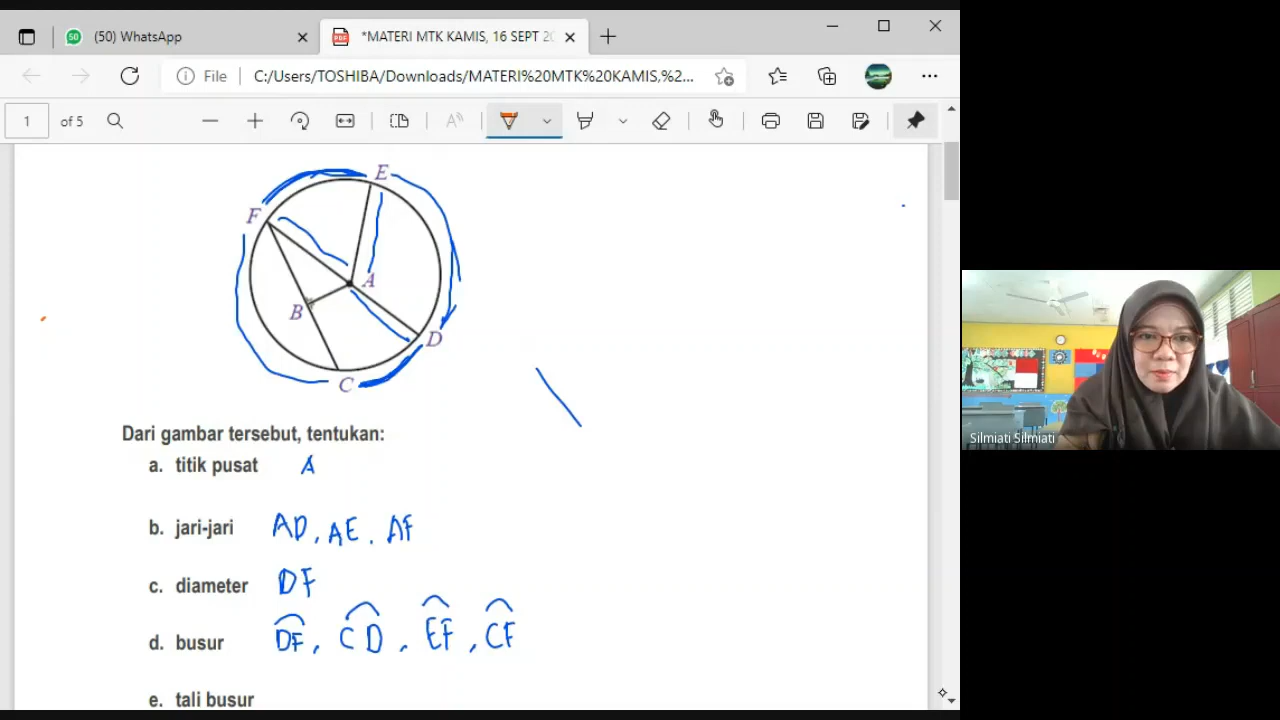 (50) WhatsApp
*MATERI MTK KAMIS, 16 SEPT 20
File
C:/Users/TOSHIBA/Downloads/MATERI%20MTK%20KAMIS,%2...
1 of 5
E
F
A
B
D
C
Dari gambar tersebut, tentukan:
a. titik pusat A
b. jari-jari AD, AE, AF
c. diameter DF
d. busur DF, CD, EF, CF
e. tali busur
Silmiati Silmiati